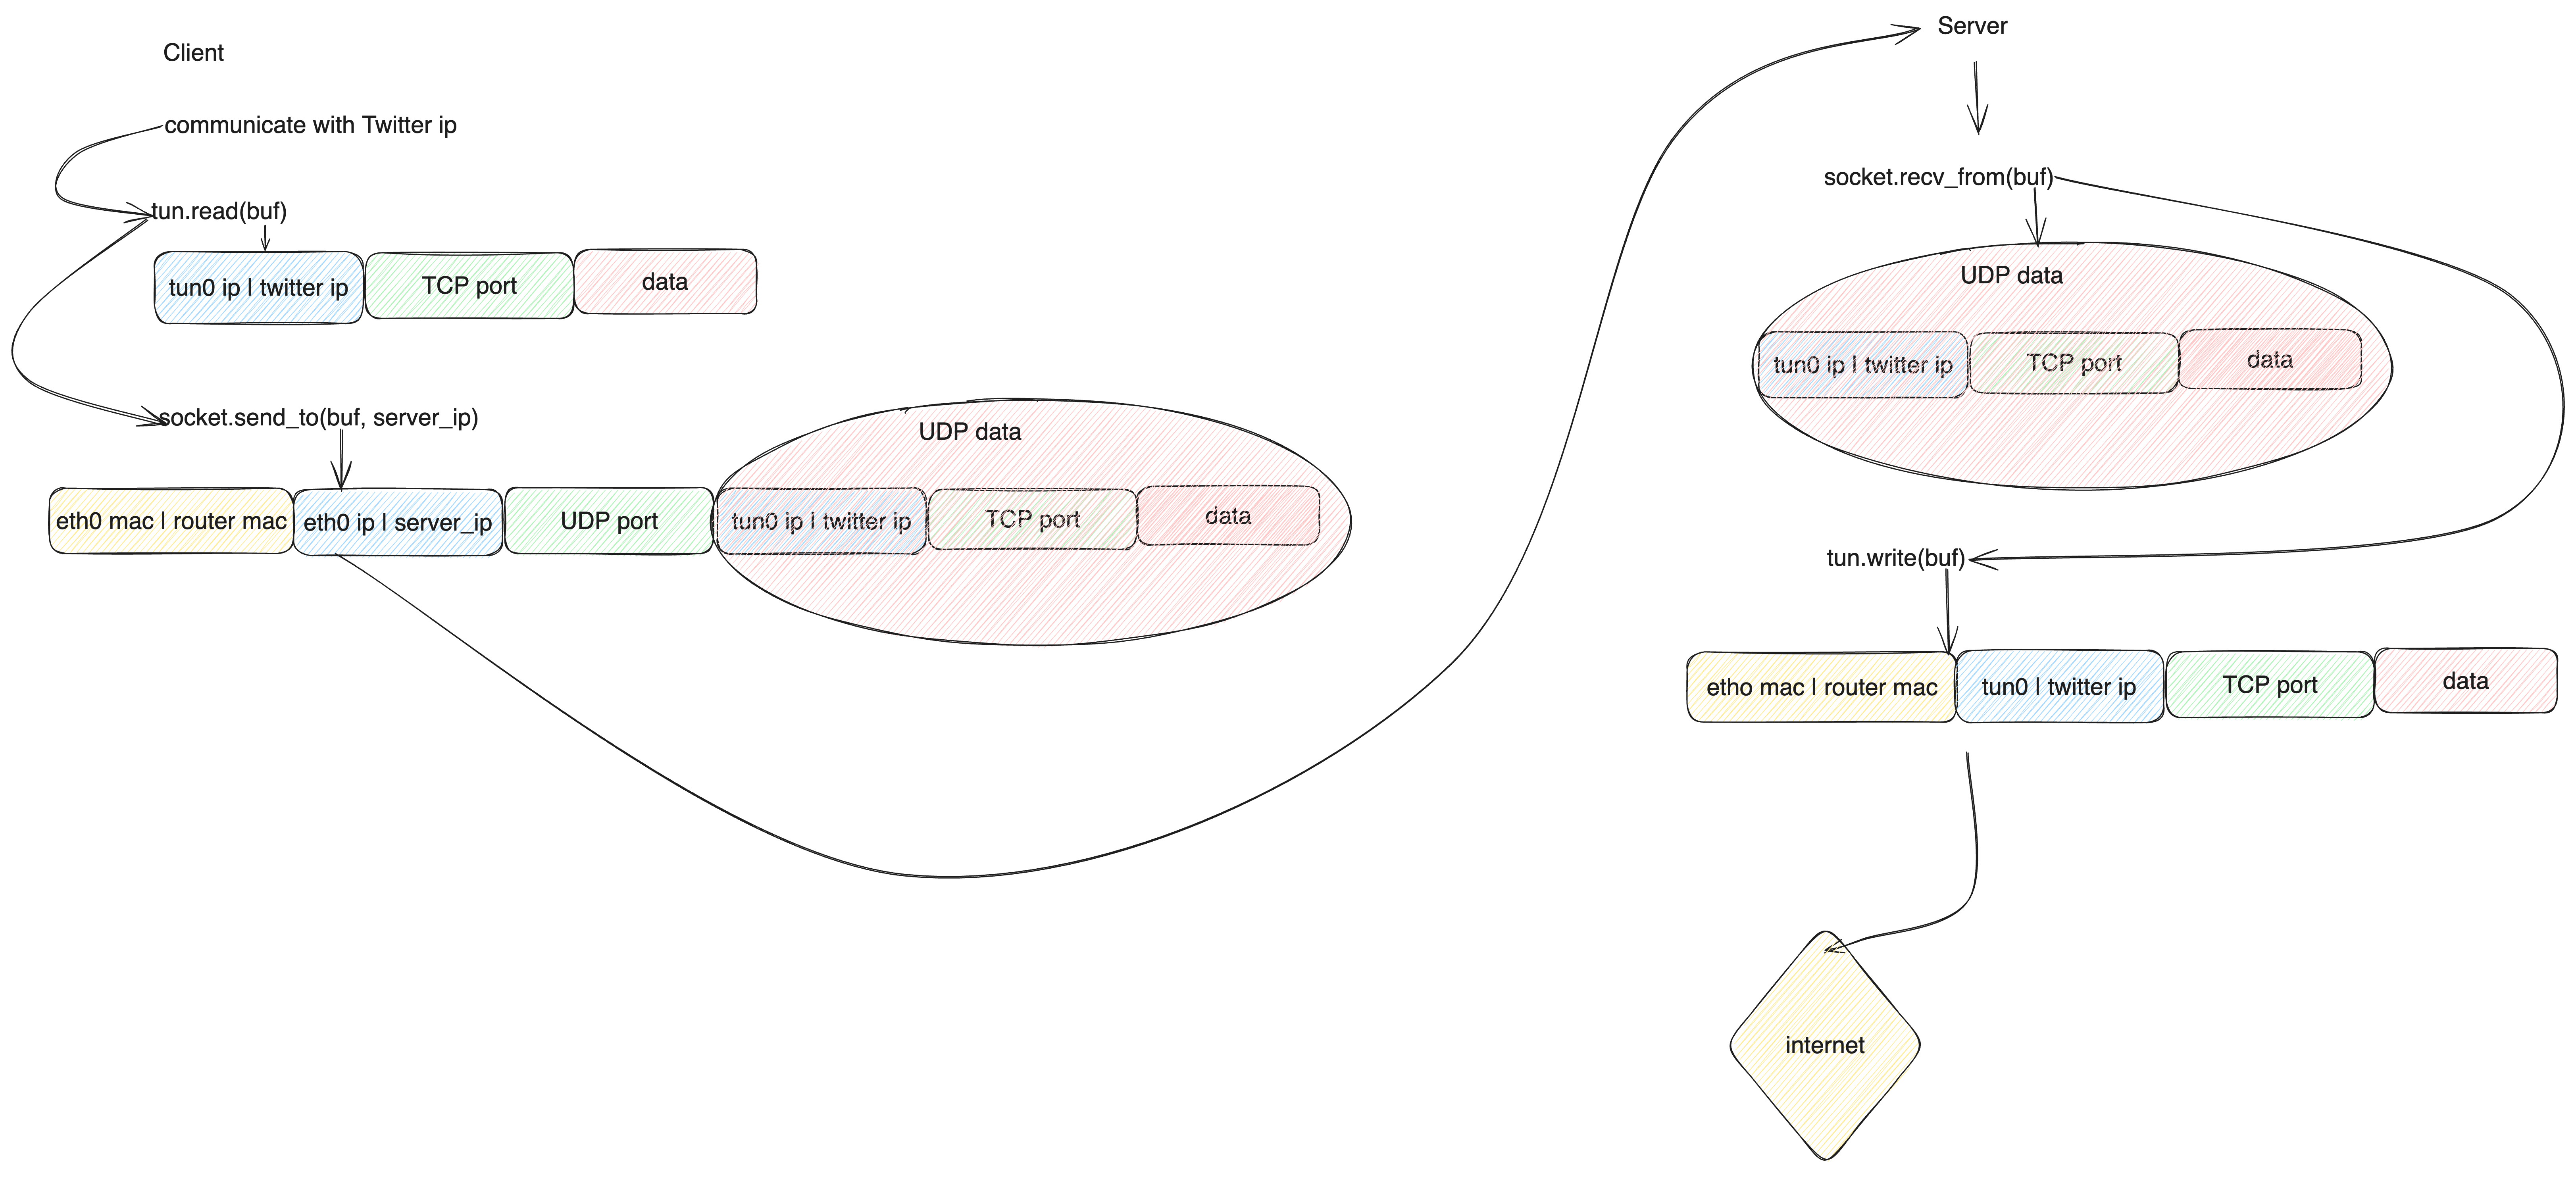 Client
communicate with Twitter ip
tun.read(buf)
tun0 ip | twitter ip
TCP port
data
socket.send_to(buf, server_ip)
UDP data
eth0 mac | router mac
eth0 ip | server_ip
UDP port
tun0 ip | twitter ip
TCP port
data
Server
socket.recv_from(buf)
UDP data
tun0 ip | twitter ip
TCP port
data
tun.write(buf)
etho mac | router mac
tun0 | twitter ip
TCP port
data
internet